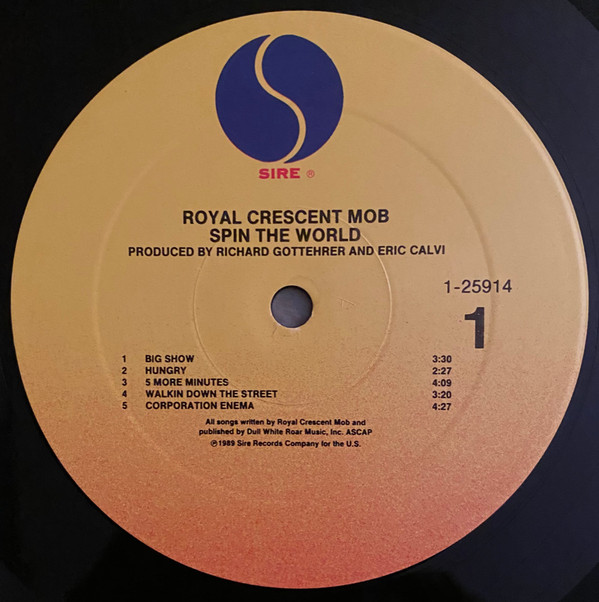 SIRE ®
ROYAL CRESCENT MOB
SPIN THE WORLD
PRODUCED BY RICHARD GOTTEHRER AND ERIC CALVI
1-25914
1
1 BIG SHOW 3:30
2 HUNGRY 2:27
3 5 MORE MINUTES 4:09
4 WALKIN DOWN THE STREET 3:20
5 CORPORATION ENEMA 4:27
All songs written by Royal Crescent Mob and
published by Dull White Roar Music, Inc. ASCAP
℗1989 Sire Records Company for the U.S.